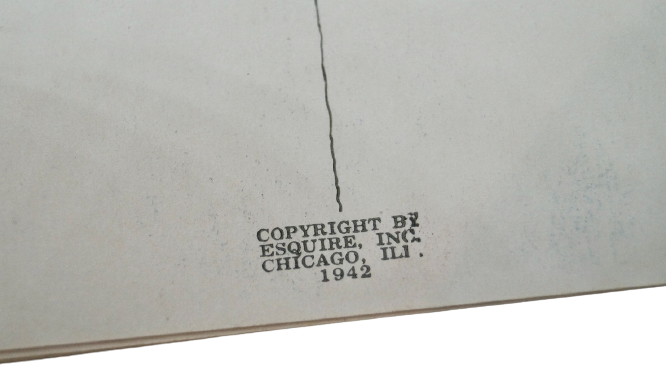 COPYRIGHT BY
ESQUIRE, INC.
CHICAGO, ILL.
1942